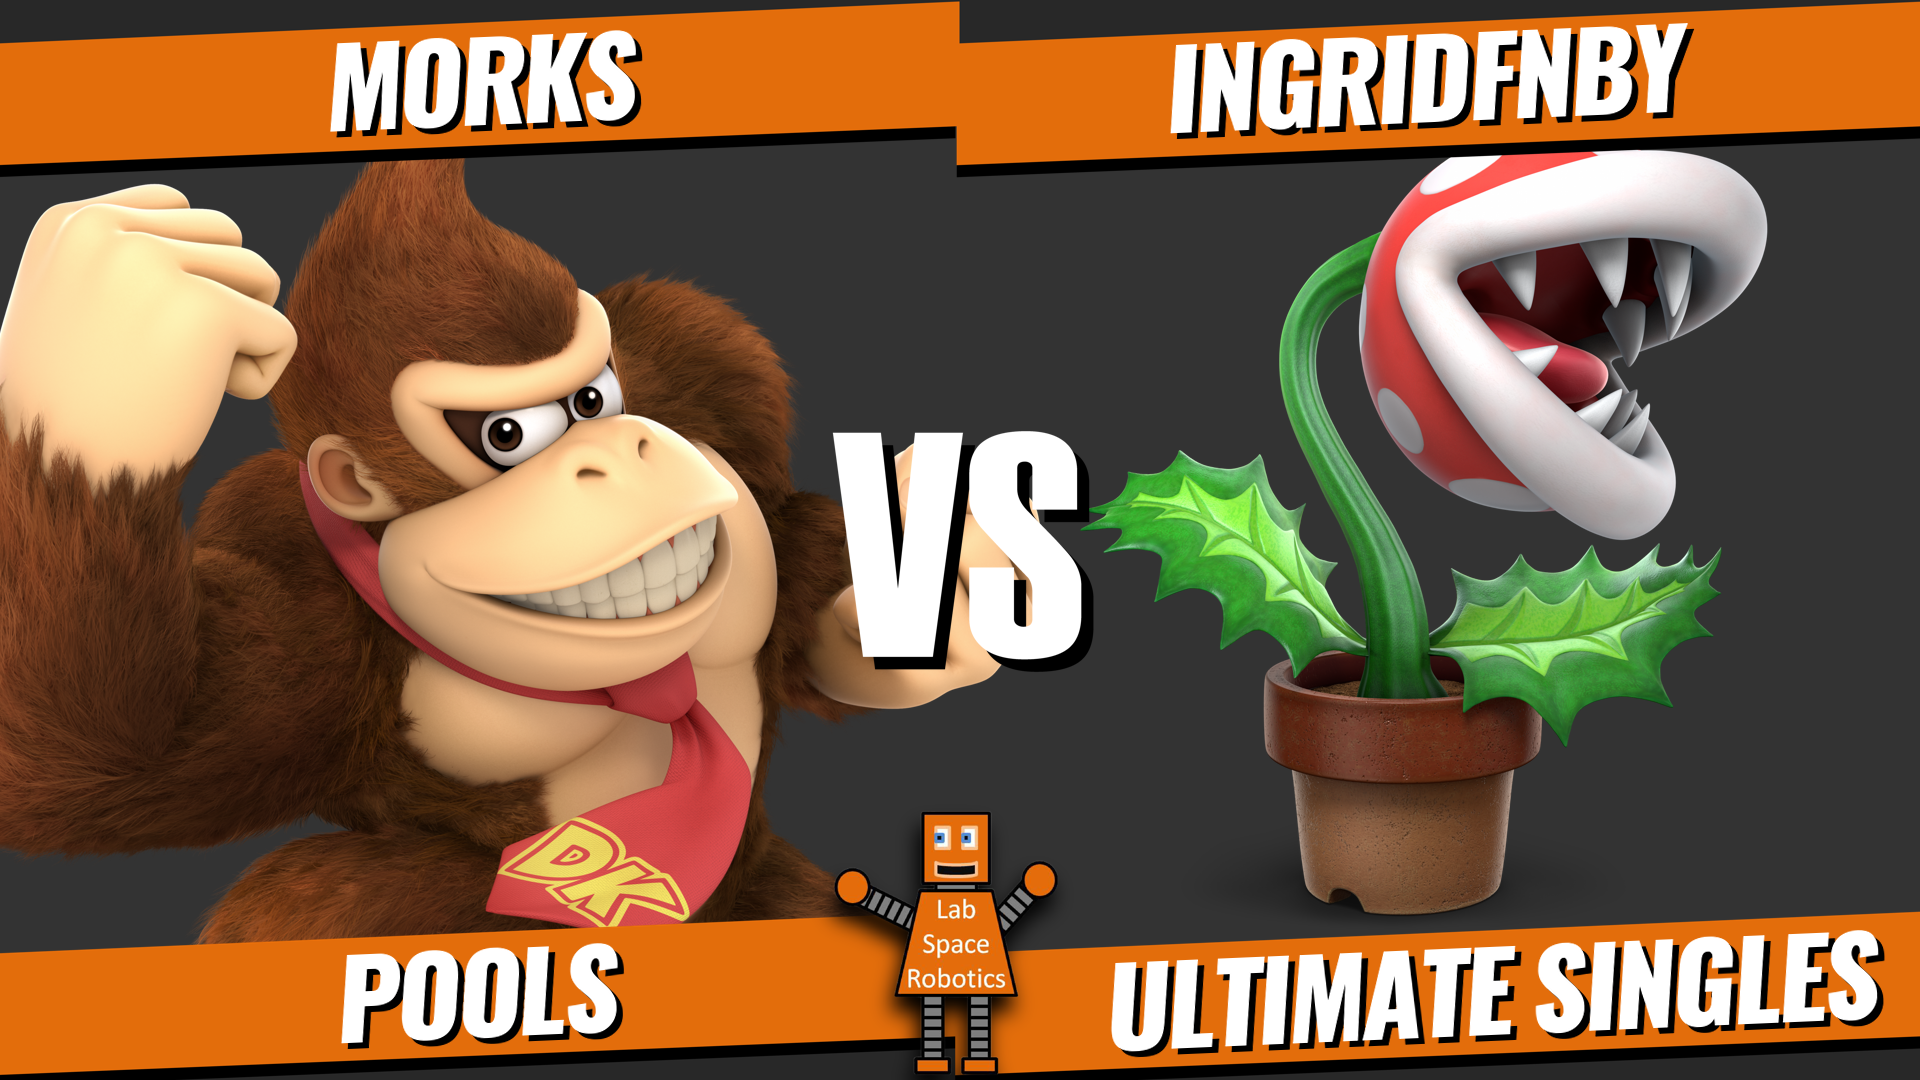 MORKS
INGRIDFNBY
VS
DK
Lab
Space
Robotics
POOLS
ULTIMATE SINGLES